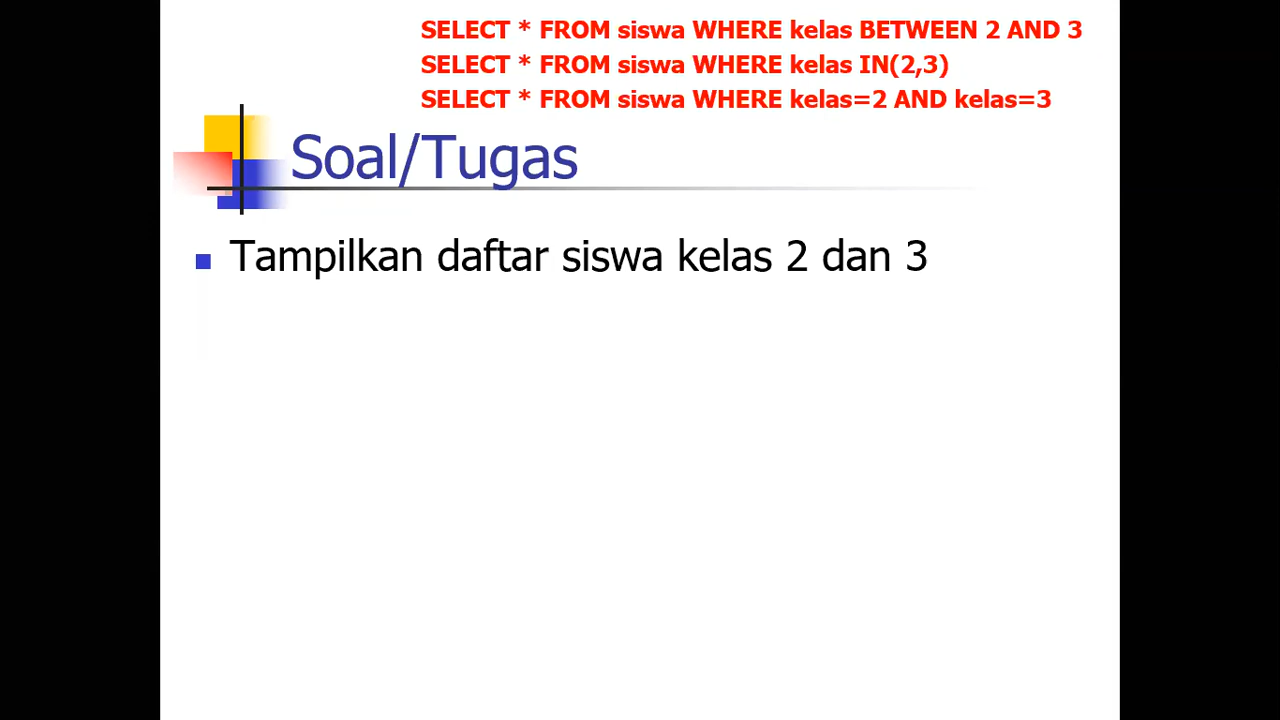 SELECT * FROM siswa WHERE kelas BETWEEN 2 AND 3
SELECT * FROM siswa WHERE kelas IN(2,3)
SELECT * FROM siswa WHERE kelas=2 AND kelas=3
Soal/Tugas
Tampilkan daftar siswa kelas 2 dan 3